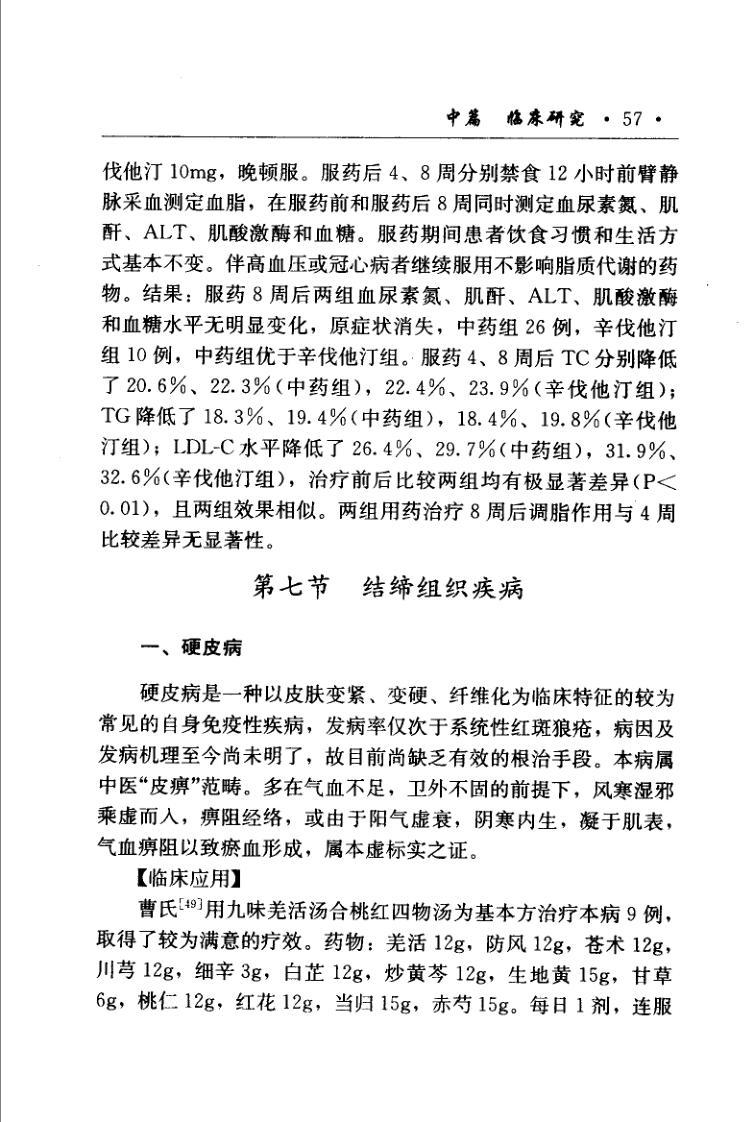 中篇 临床研究 ·57·
伐他汀 10mg，晚顿服。服药后 4、8 周分别禁食 12 小时前臂静
脉采血测定血脂，在服药前和服药后 8 周同时测定血尿素氮、肌
酐、ALT、肌酸激酶和血糖。服药期间患者饮食习惯和生活方
式基本不变。伴高血压或冠心病者继续服用不影响脂质代谢的药
物。结果：服药 8 周后两组血尿素氮、肌酐、ALT、肌酸激酶
和血糖水平无明显变化，原症状消失，中药组 26 例，辛伐他汀
组 10 例，中药组优于辛伐他汀组。服药 4、8 周后 TC 分别降低
了 20.6%、22.3%（中药组），22.4%、23.9%（辛伐他汀组）；
TG 降低了 18.3%、19.4%（中药组），18.4%、19.8%（辛伐他
汀组）；LDL-C 水平降低了 26.4%、29.7%（中药组），31.9%、
32.6%（辛伐他汀组），治疗前后比较两组均有极显著差异（P<
0.01），且两组效果相似。两组用药治疗 8 周后调脂作用与 4 周
比较差异无显著性。
第七节 结缔组织疾病
一、硬皮病
硬皮病是一种以皮肤变紧、变硬、纤维化为临床特征的较为
常见的自身免疫性疾病，发病率仅次于系统性红斑狼疮，病因及
发病机理至今尚未明了，故目前尚缺乏有效的根治手段。本病属
中医“皮痹”范畴。多在气血不足，卫外不固的前提下，风寒湿邪
乘虚而入，痹阻经络，或由于阳气虚衰，阴寒内生，凝于肌表，
气血痹阻以致瘀血形成，属本虚标实之证。
【临床应用】
曹氏[49]用九味羌活汤合桃红四物汤为基本方治疗本病 9 例，
取得了较为满意的疗效。药物：羌活 12g，防风 12g，苍术 12g，
川芎 12g，细辛 3g，白芷 12g，炒黄芩 12g，生地黄 15g，甘草
6g，桃仁 12g，红花 12g，当归 15g，赤芍 15g。每日 1 剂，连服